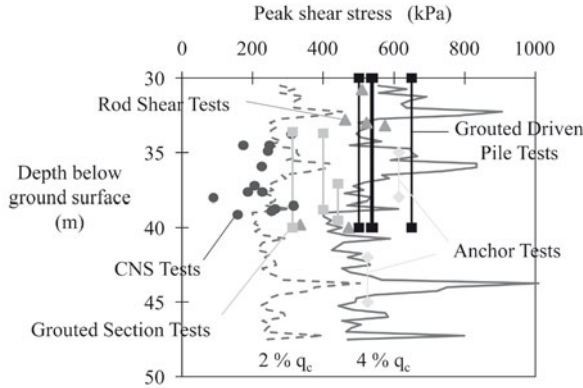 Peak shear stress (kPa)
0 200 400 600 800 1000
30
Rod Shear Tests
Grouted Driven
Pile Tests
35
Depth below
ground surface
(m)
40
CNS Tests
Anchor Tests
45
Grouted Section Tests
2 % qc
4 % qc
50